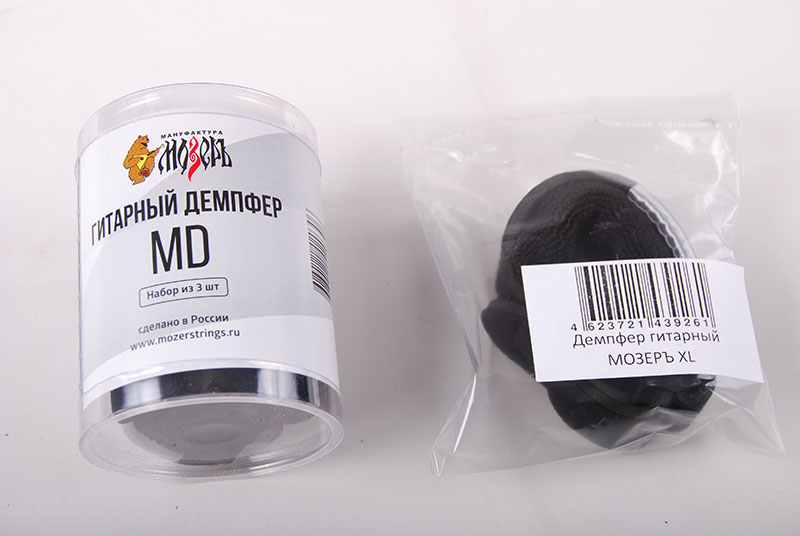 МАНУФАКТУРА
МОЗЕРЪ
ГИТАРНЫЙ ДЕМПФЕР
MD
Набор из 3 шт
сделано в России
www.mozerstrings.ru
4 623721 439261
Демпфер гитарный
МОЗЕРЪ XL